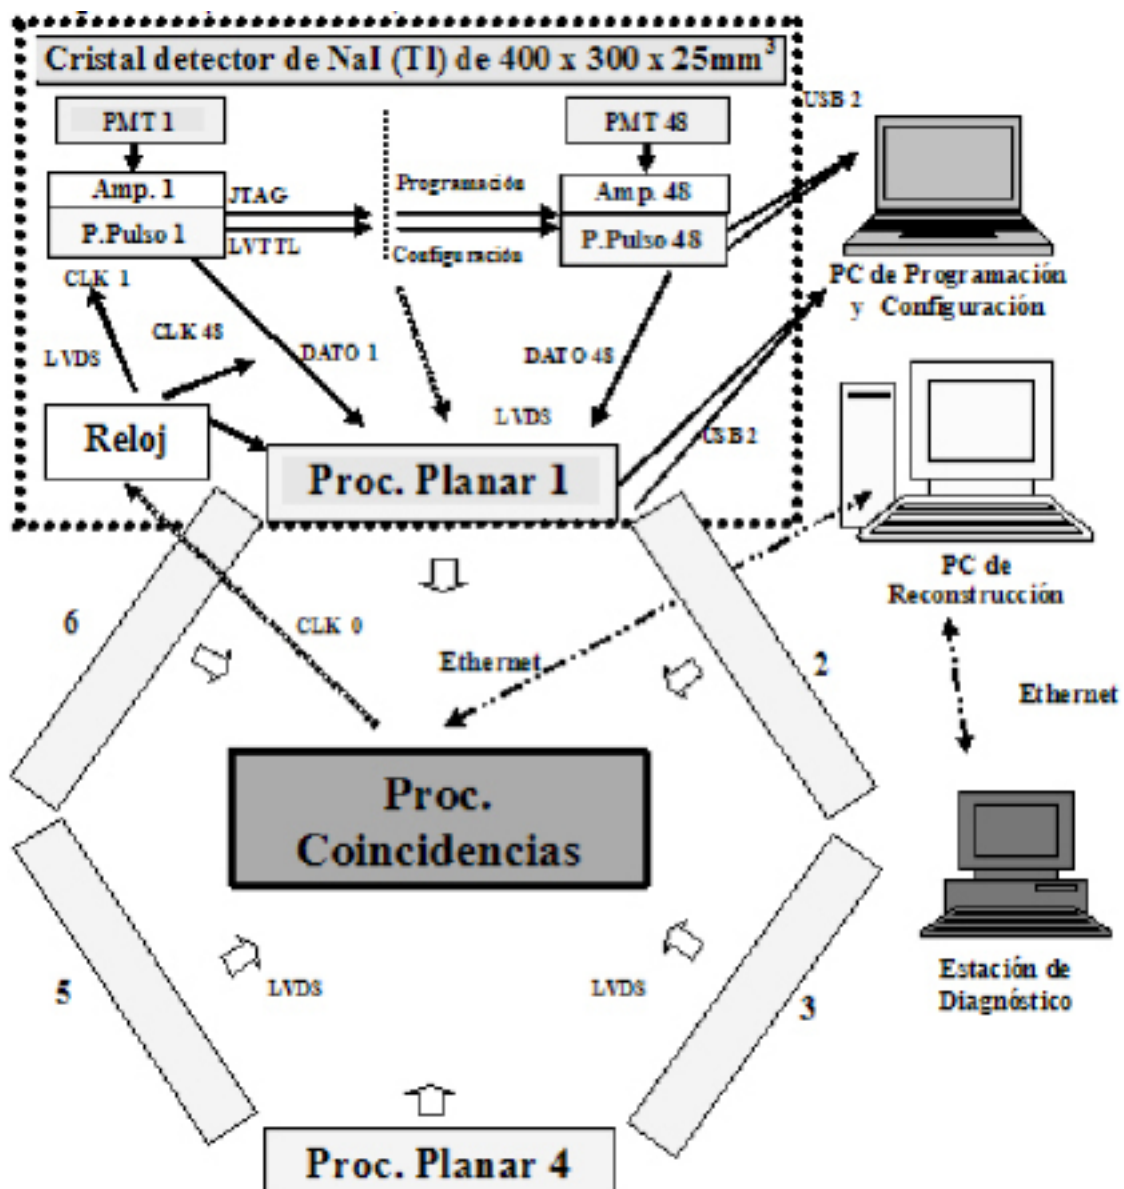 Cristal detector de NaI (Tl) de 400 x 300 x 25mm³
PMT 1
PMT 48
USB 2
Amp. 1
P.Pulso 1
JTAG
LVTTL
Programación
Configuración
Amp. 48
P.Pulso 48
PC de Programación
y Configuración
CLK 1
LVDS
CLK 48
DATO 1
DATO 48
LVDS
USB 2
Reloj
Proc. Planar 1
PC de
Reconstrucción
6
CLK 0
Ethernet
2
Ethernet
Proc.
Coincidencias
5
LVDS
LVDS
3
Estación de
Diagnóstico
Proc. Planar 4